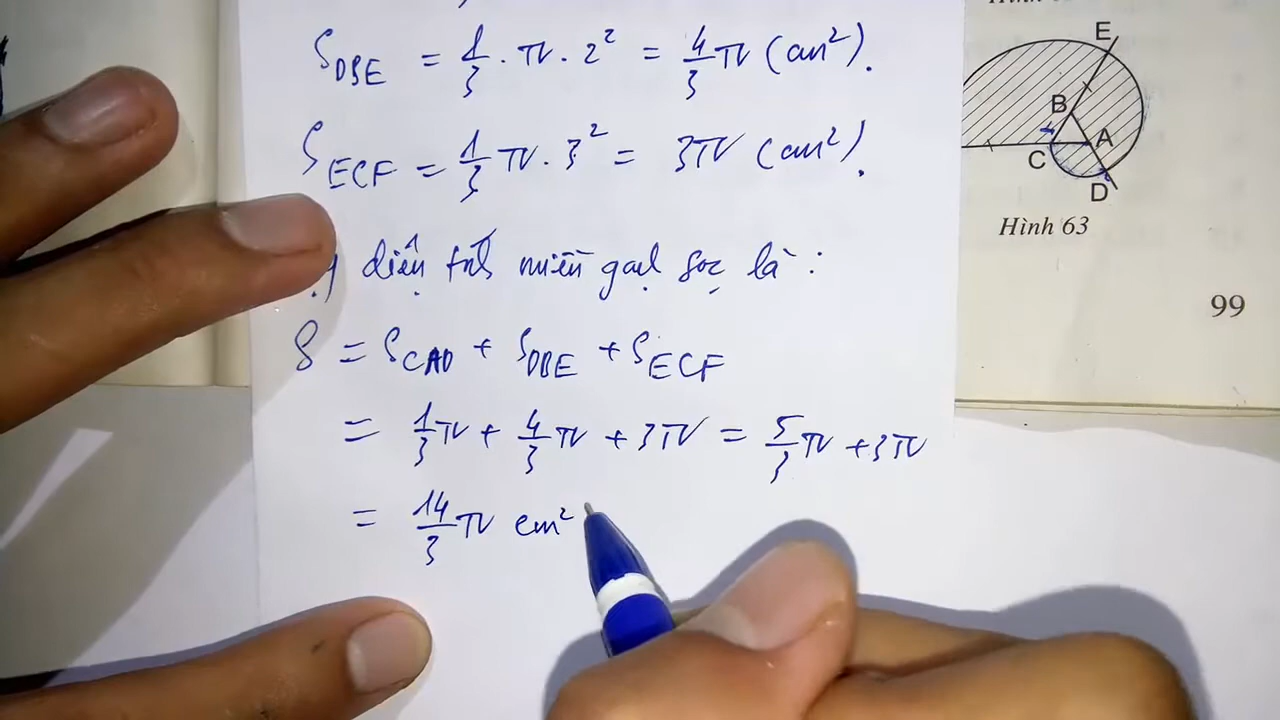 S_DBE = 1/3 · π · 2² = 4/3 π (cm²).
S_ECF = 1/3 π · 3² = 3π (cm²).
diện tích miền gạch sọc là :
S = S_CAD + S_DBE + S_ECF
= 1/3 π + 4/3 π + 3π = 5/3 π + 3π
= 14/3 π cm²
E
B
A
C
D
Hình 63
99